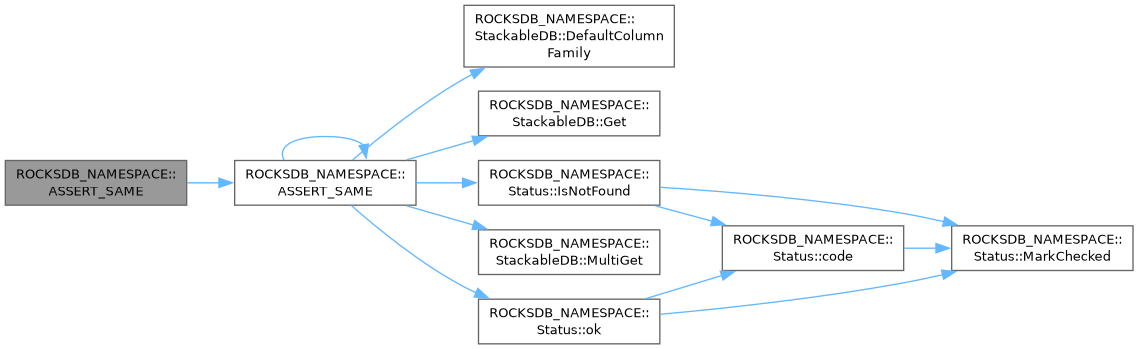 ROCKSDB_NAMESPACE::
StackableDB::DefaultColumn
Family
ROCKSDB_NAMESPACE::
StackableDB::Get
ROCKSDB_NAMESPACE::
ASSERT_SAME
ROCKSDB_NAMESPACE::
ASSERT_SAME
ROCKSDB_NAMESPACE::
Status::IsNotFound
ROCKSDB_NAMESPACE::
StackableDB::MultiGet
ROCKSDB_NAMESPACE::
Status::code
ROCKSDB_NAMESPACE::
Status::MarkChecked
ROCKSDB_NAMESPACE::
Status::ok